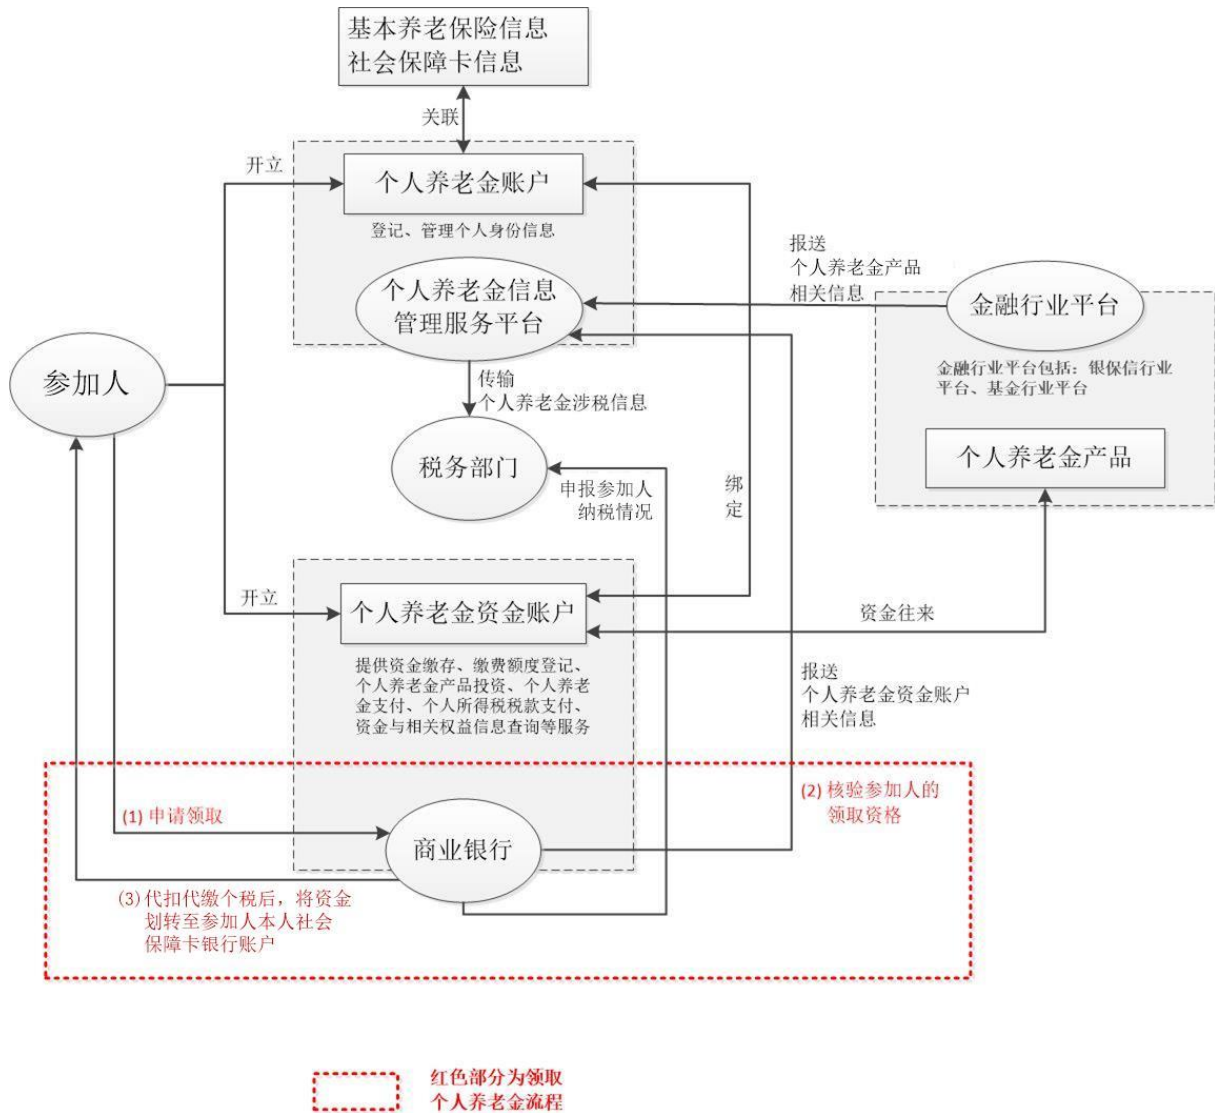 基本养老保险信息
社会保障卡信息
关联
开立
个人养老金账户
登记、管理个人身份信息
个人养老金信息
管理服务平台
报送
个人养老金产品
相关信息
金融行业平台
金融行业平台包括：银保信行业
平台、基金行业平台
参加人
传输
个人养老金涉税信息
税务部门
申报参加人
纳税情况
绑
定
个人养老金产品
开立
个人养老金资金账户
资金往来
提供资金缴存、缴费额度登记、
个人养老金产品投资、个人养老
金支付、个人所得税税款支付、
资金与相关权益信息查询等服务
报送
个人养老金资金账户
相关信息
(1) 申请领取
(2) 核验参加人的
领取资格
商业银行
(3) 代扣代缴个税后，将资金
划转至参加人本人社会
保障卡银行账户
红色部分为领取
个人养老金流程